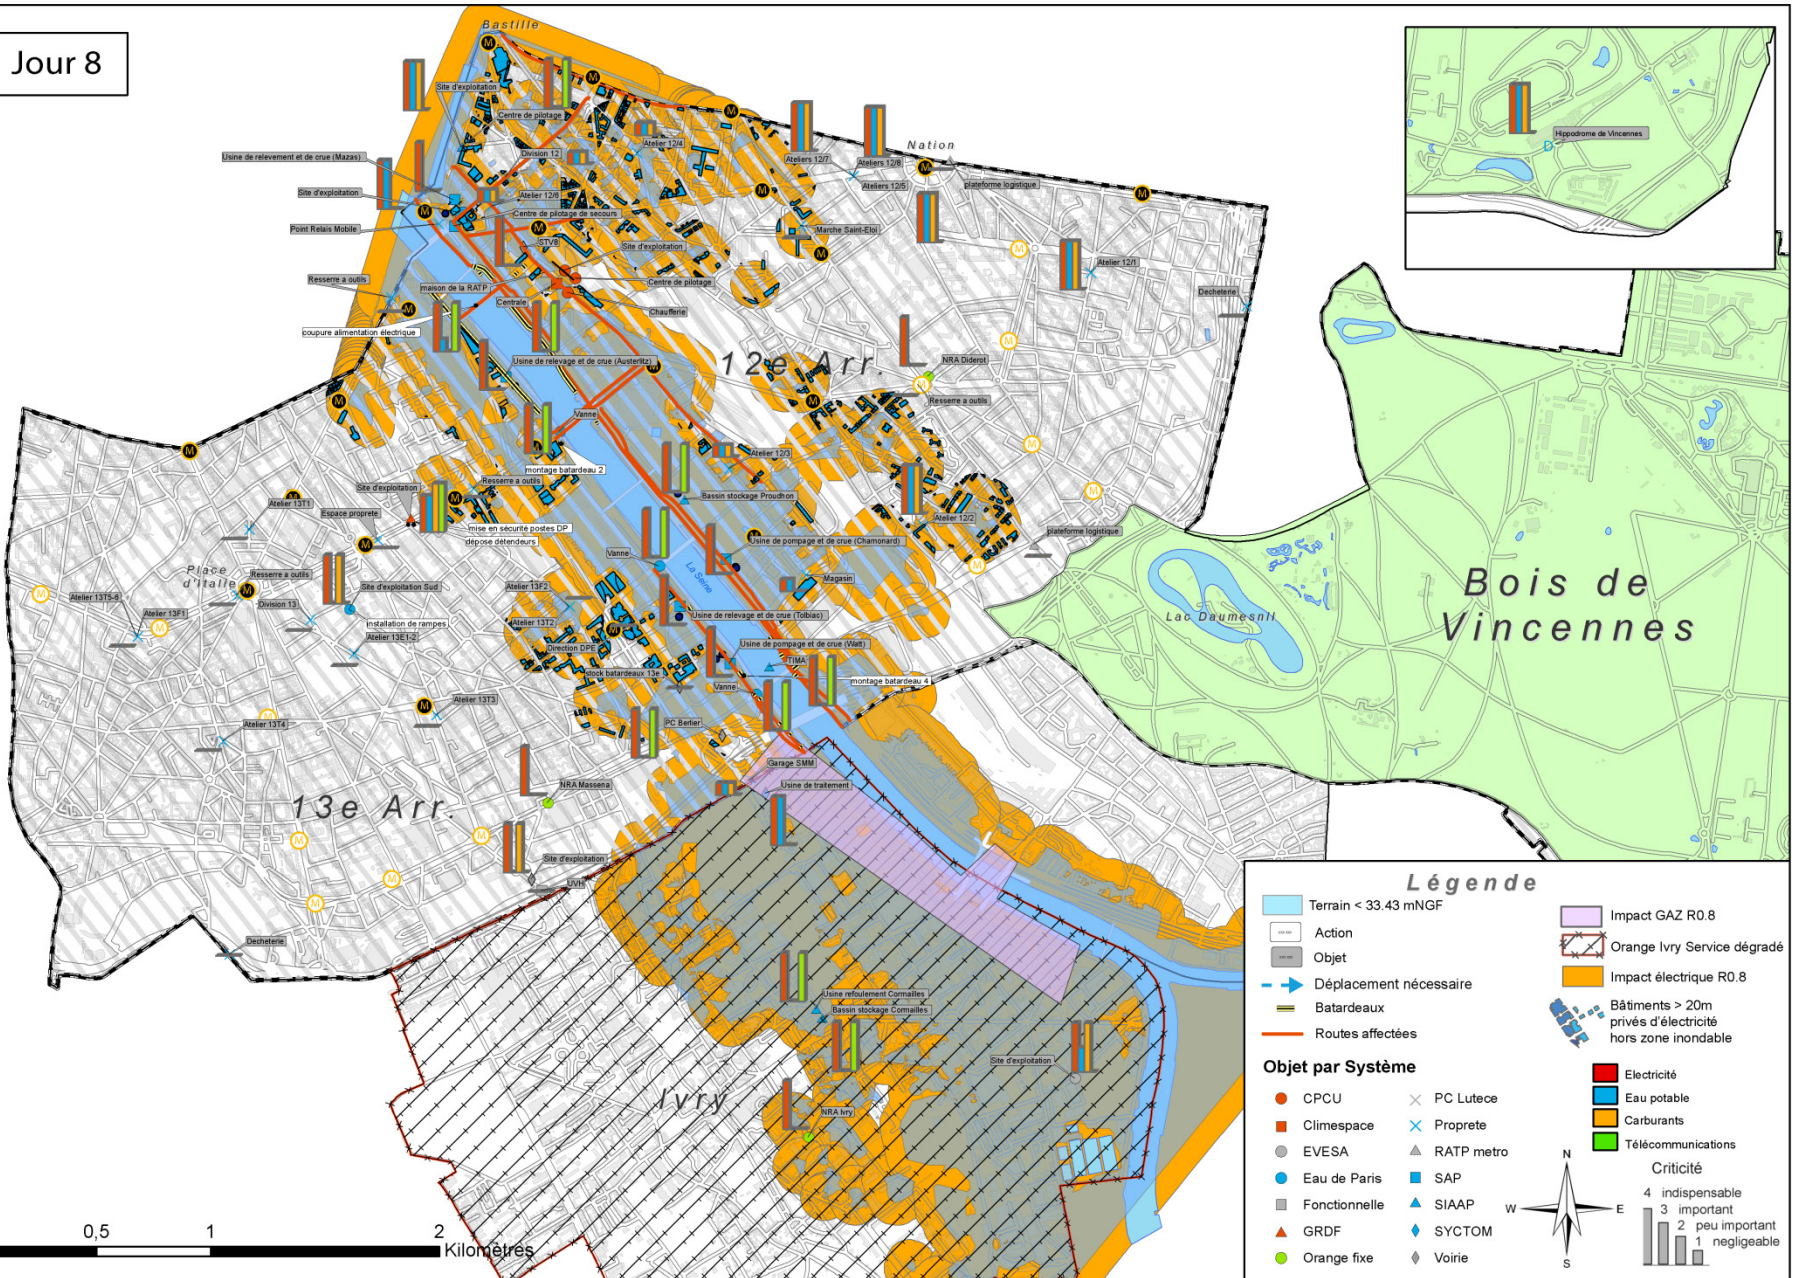 Jour 8
Bastille
Site d'exploitation
Centre de pilotage
Usine de relevement et de crue (Mazas)
Division 12
Atelier 12/4
Ateliers 12/7
Ateliers 12/8
Nation
Ateliers 12/5
plateforme logistique
Hippodrome de Vincennes
Site d'exploitation
Atelier 12/6
Centre de pilotage de secours
Point Relais Mobile
STV8
Site d'exploitation
Marche Saint-Eloi
Atelier 12/1
Resserre a outils
maison de la RATP
Centre de pilotage
Decheterie
Centrale
Chaufferie
coupure alimentation électrique
Usine de relevage et de crue (Austerlitz)
12e Arr.
NRA Diderot
Resserre a outils
Vanne
Atelier 12/3
montage batardeau 2
Resserre a outils
Site d'exploitation
Atelier 13T1
Espace proprete
mise en sécurité postes DP
dépose détendeurs
Bassin stockage Proudhon
Atelier 12/2
plateforme logistique
Usine de pompage et de crue (Chamonard)
Vanne
La Seine
Magasin
Place d'Italie
Resserre a outils
Site d'exploitation Sud
Atelier 13F2
Atelier 13T5-6
Atelier 13F1
Division 13
installation de rampes
Atelier 13E1-2
Atelier 13T2
Usine de relevage et de crue (Tolbiac)
Direction DPE
Usine de pompage et de crue (Watt)
TIMA
stock batardeaux 13e
Vanne
montage batardeau 4
Lac Daumesnil
Bois de
Vincennes
Atelier 13T3
Atelier 13T4
PC Berlier
Garage SMM
Usine de traitement
NRA Massena
13e Arr.
Site d'exploitation
UVH
Decheterie
Usine refoulement Cornailles
Bassin stockage Cornailles
Site d'exploitation
Ivry
NRA Ivry
0,5
1
2
Kilomètres
Légende
Terrain < 33.43 mNGF
Action
Objet
Déplacement nécessaire
Batardeaux
Routes affectées
Impact GAZ R0.8
Orange Ivry Service dégradé
Impact électrique R0.8
Bâtiments > 20m
privés d'électricité
hors zone inondable
Objet par Système
CPCU
Climespace
EVESA
Eau de Paris
Fonctionnelle
GRDF
Orange fixe
PC Lutece
Proprete
RATP metro
SAP
SIAAP
SYCTOM
Voirie
Electricité
Eau potable
Carburants
Télécommunications
Criticité
4 indispensable
3 important
2 peu important
1 negligeable
N
W
E
S